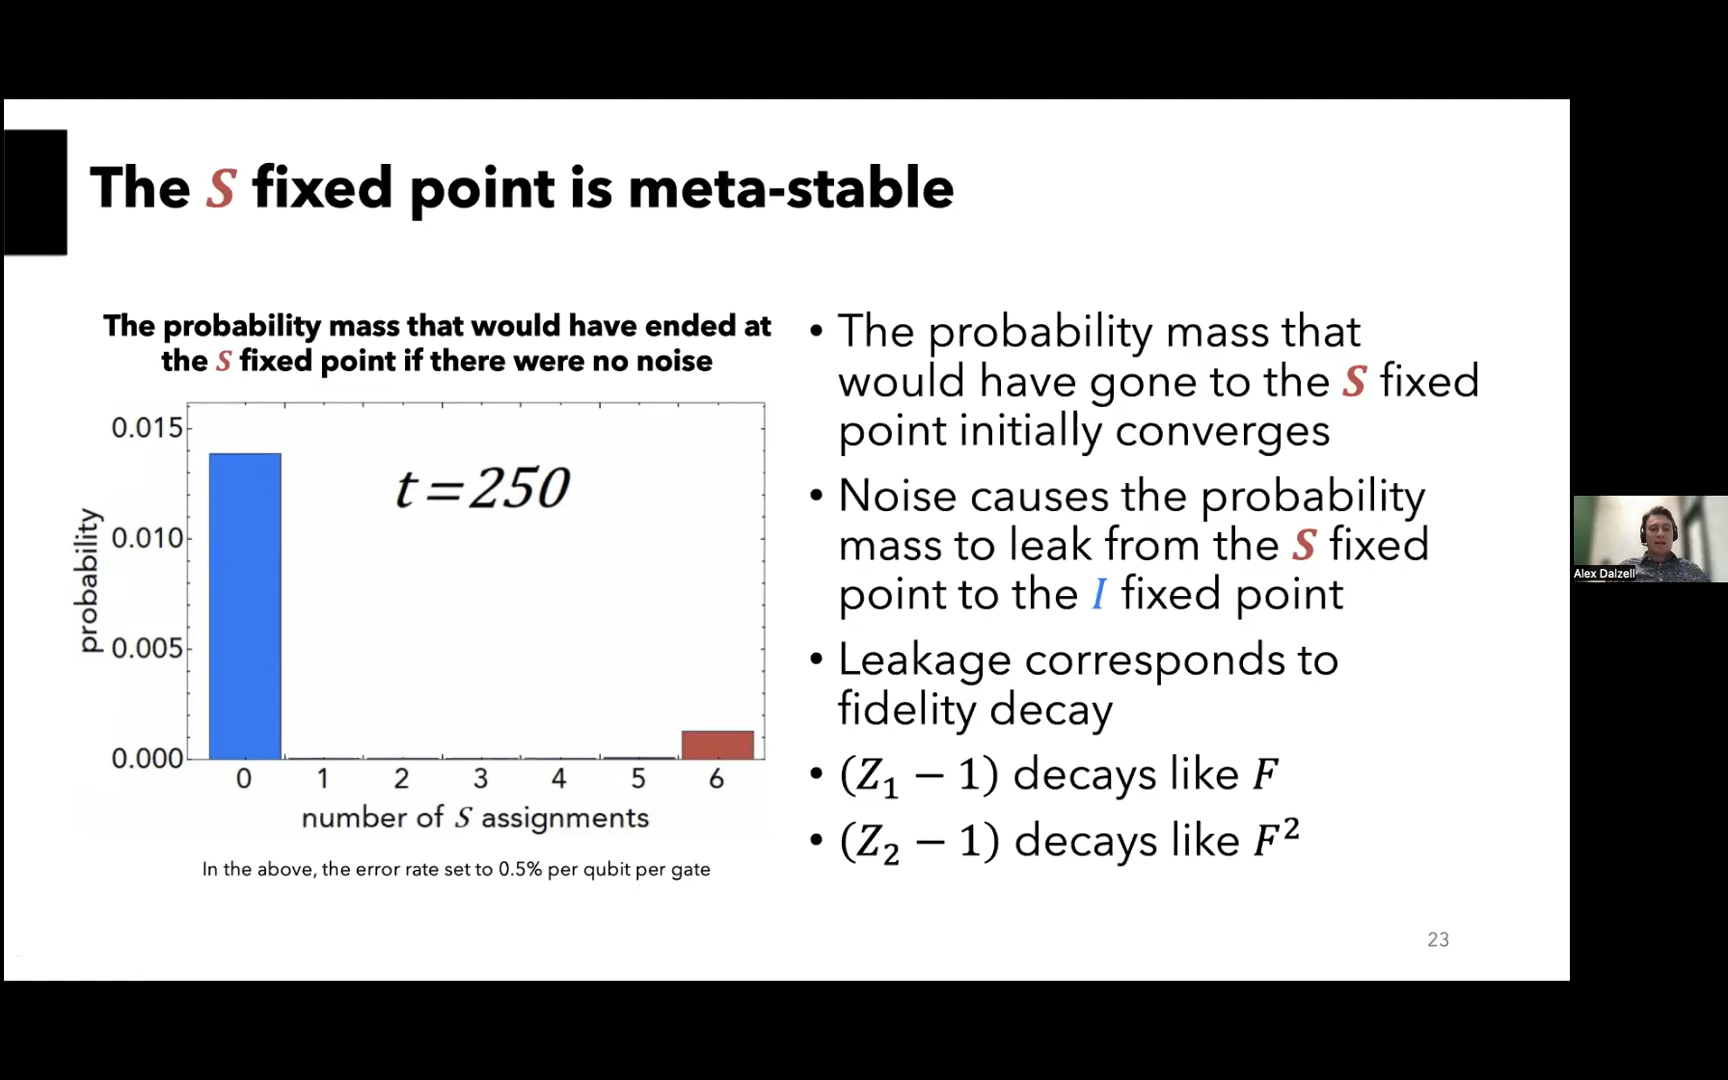 The S fixed point is meta-stable
The probability mass that would have ended at
the S fixed point if there were no noise
0.015
0.010
0.005
0.000
probability
t = 250
0 1 2 3 4 5 6
number of S assignments
In the above, the error rate set to 0.5% per qubit per gate
• The probability mass that
would have gone to the S fixed
point initially converges
• Noise causes the probability
mass to leak from the S fixed
point to the I fixed point
• Leakage corresponds to
fidelity decay
• (Z₁ − 1) decays like F
• (Z₂ − 1) decays like F²
23
Alex Dalzell